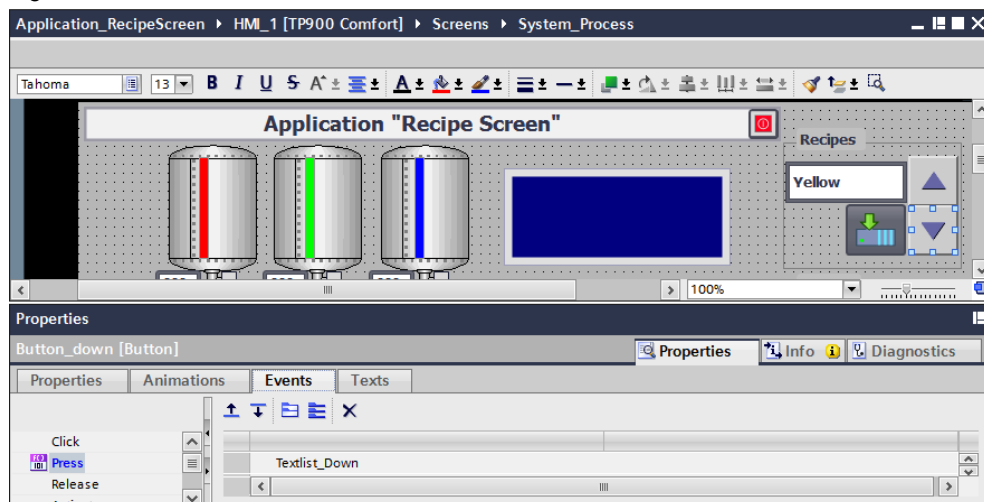 Application_RecipeScreen ▸ HMI_1 [TP900 Comfort] ▸ Screens ▸ System_Process
Tahoma 13 B I U S A
Application "Recipe Screen"
Recipes
Yellow
100%
Properties
Button_down [Button]
Properties Info Diagnostics
Properties Animations Events Texts
Click
Press
Textlist_Down
Release